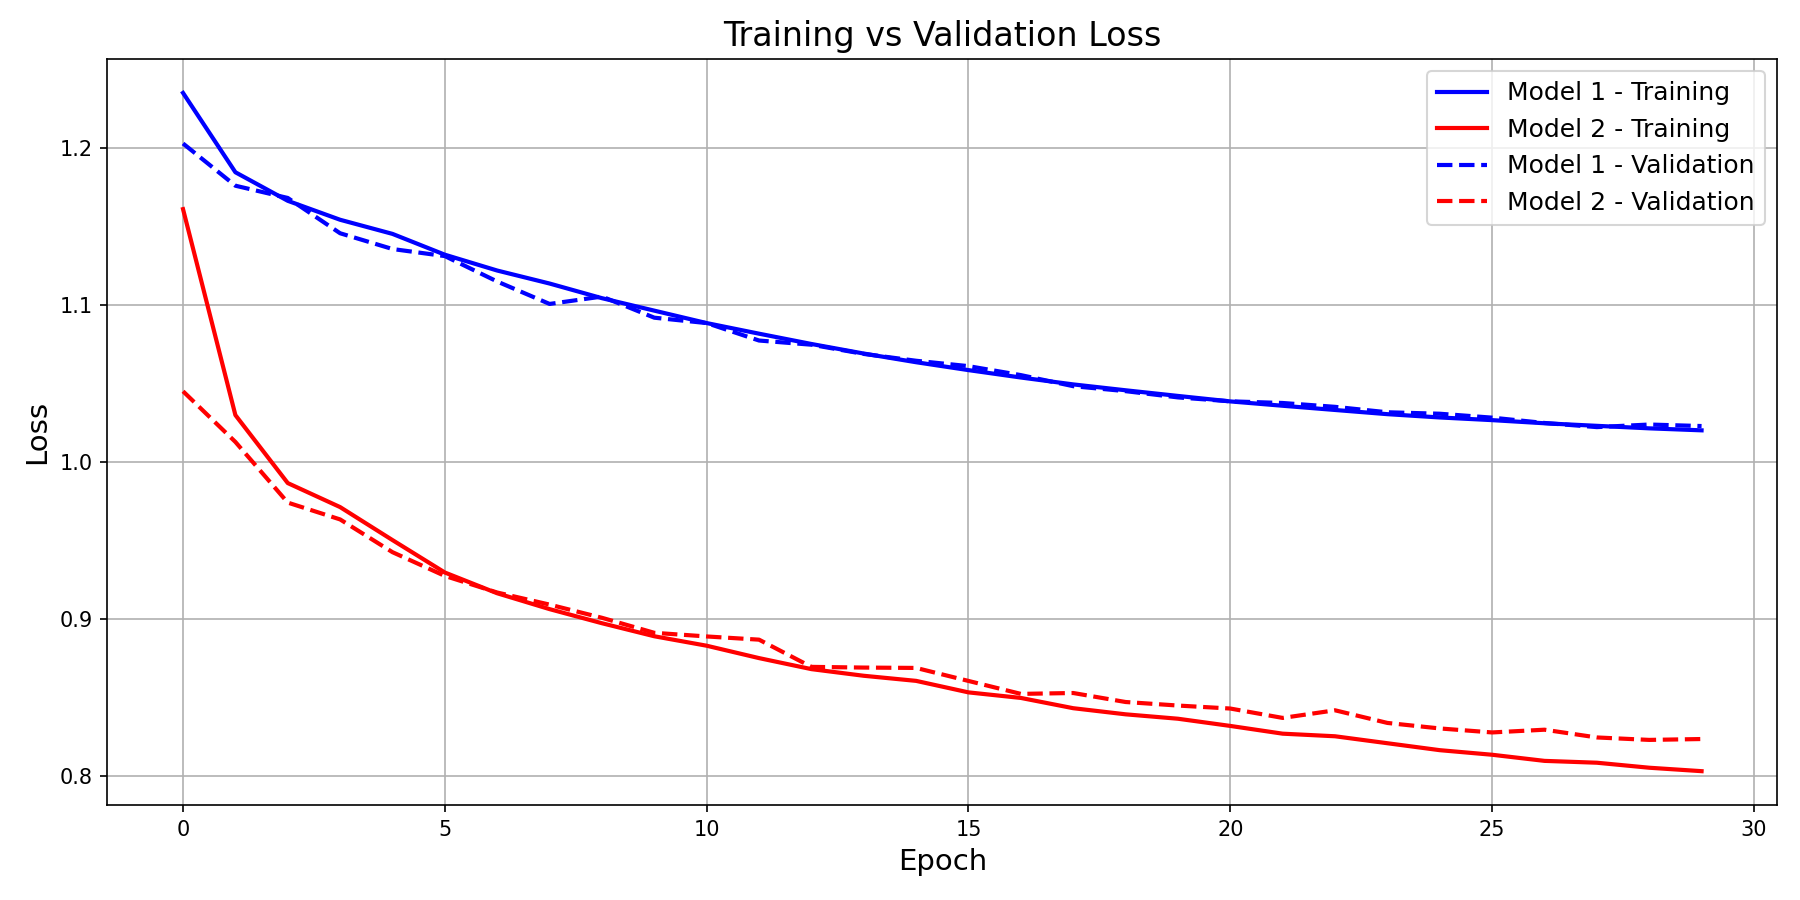 Training vs Validation Loss
Model 1 - Training
Model 2 - Training
Model 1 - Validation
Model 2 - Validation
1.2
1.1
1.0
0.9
0.8
Loss
0 5 10 15 20 25 30
Epoch